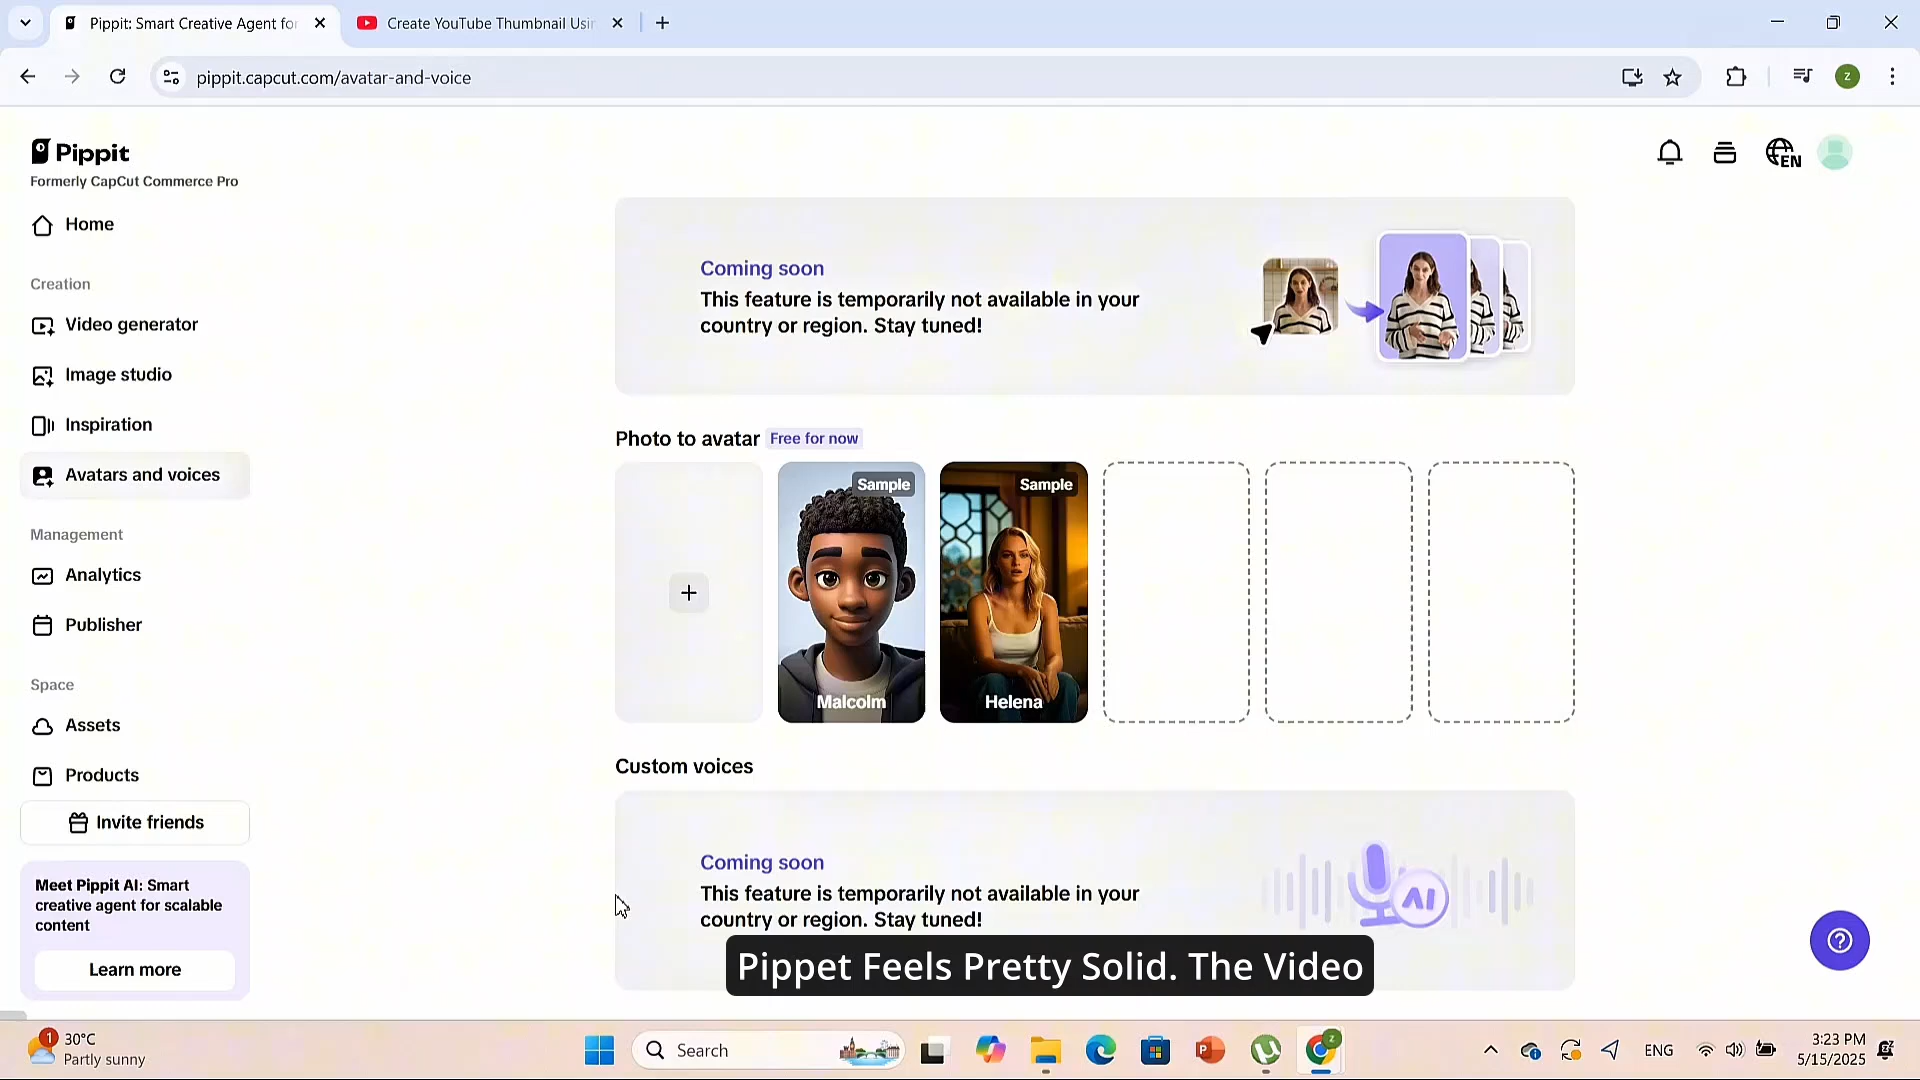 Pippit: Smart Creative Agent for
Create YouTube Thumbnail Usin
pippit.capcut.com/avatar-and-voice
z
Pippit
Formerly CapCut Commerce Pro
EN
Home
Creation
Video generator
Image studio
Inspiration
Avatars and voices
Management
Analytics
Publisher
Space
Assets
Products
Invite friends
Meet Pippit AI: Smart
creative agent for scalable
content
Learn more
Coming soon
This feature is temporarily not available in your
country or region. Stay tuned!
Photo to avatar Free for now
Sample
Malcolm
Sample
Helena
Custom voices
Coming soon
This feature is temporarily not available in your
country or region. Stay tuned!
AI
Pippet Feels Pretty Solid. The Video
1
30°C
Partly sunny
Search
P
z
ENG
3:23 PM
5/15/2025